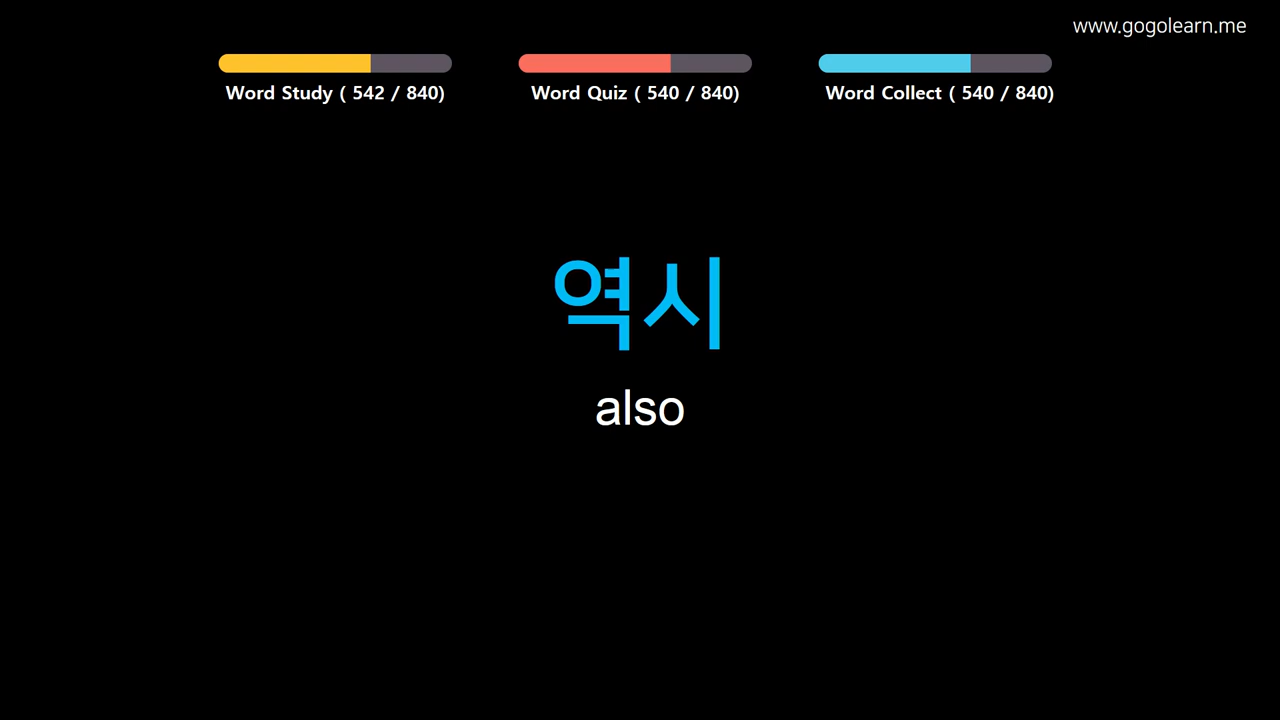 www.gogolearn.me
Word Study ( 542 / 840)
Word Quiz ( 540 / 840)
Word Collect ( 540 / 840)
역시
also